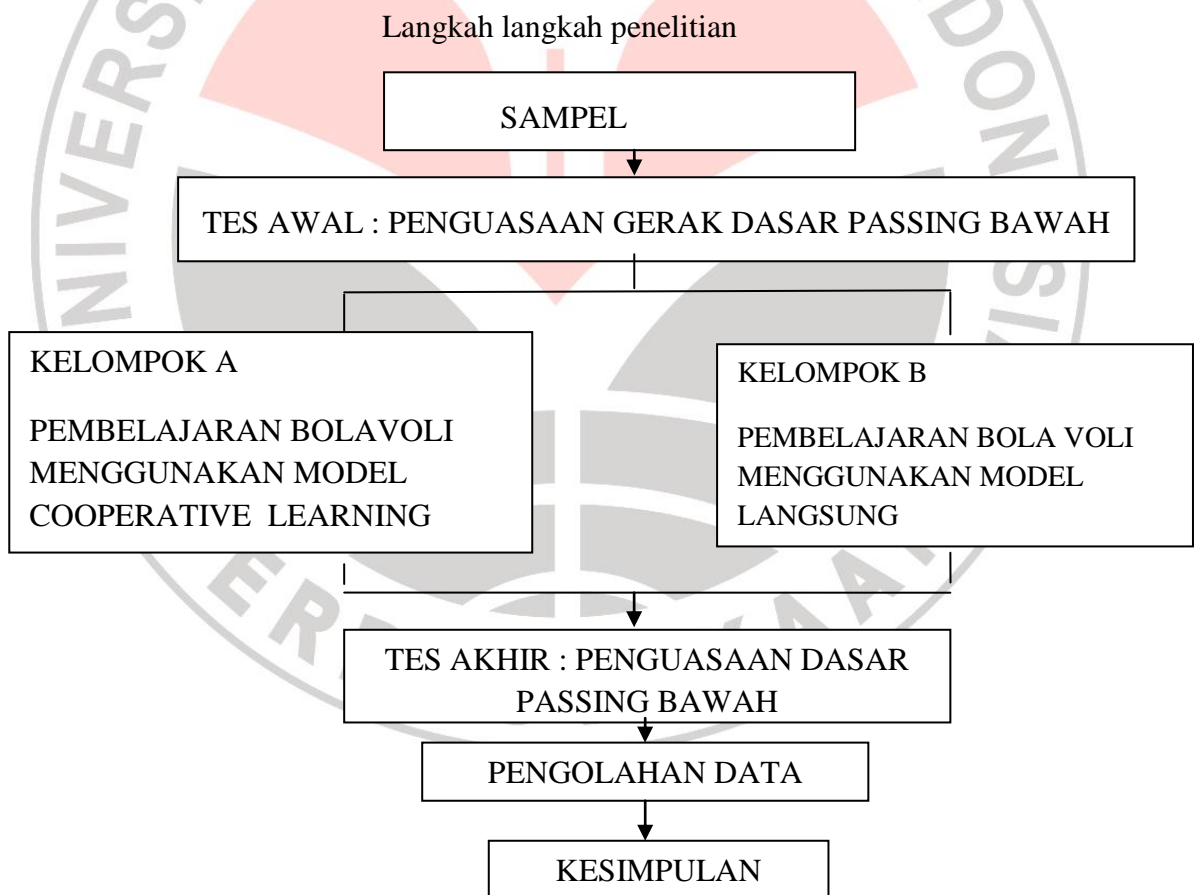 Langkah langkah penelitian
SAMPEL
TES AWAL : PENGUASAAN GERAK DASAR PASSING BAWAH
KELOMPOK A
PEMBELAJARAN BOLAVOLI
MENGGUNAKAN MODEL
COOPERATIVE LEARNING
KELOMPOK B
PEMBELAJARAN BOLA VOLI
MENGGUNAKAN MODEL
LANGSUNG
TES AKHIR : PENGUASAAN DASAR
PASSING BAWAH
PENGOLAHAN DATA
KESIMPULAN